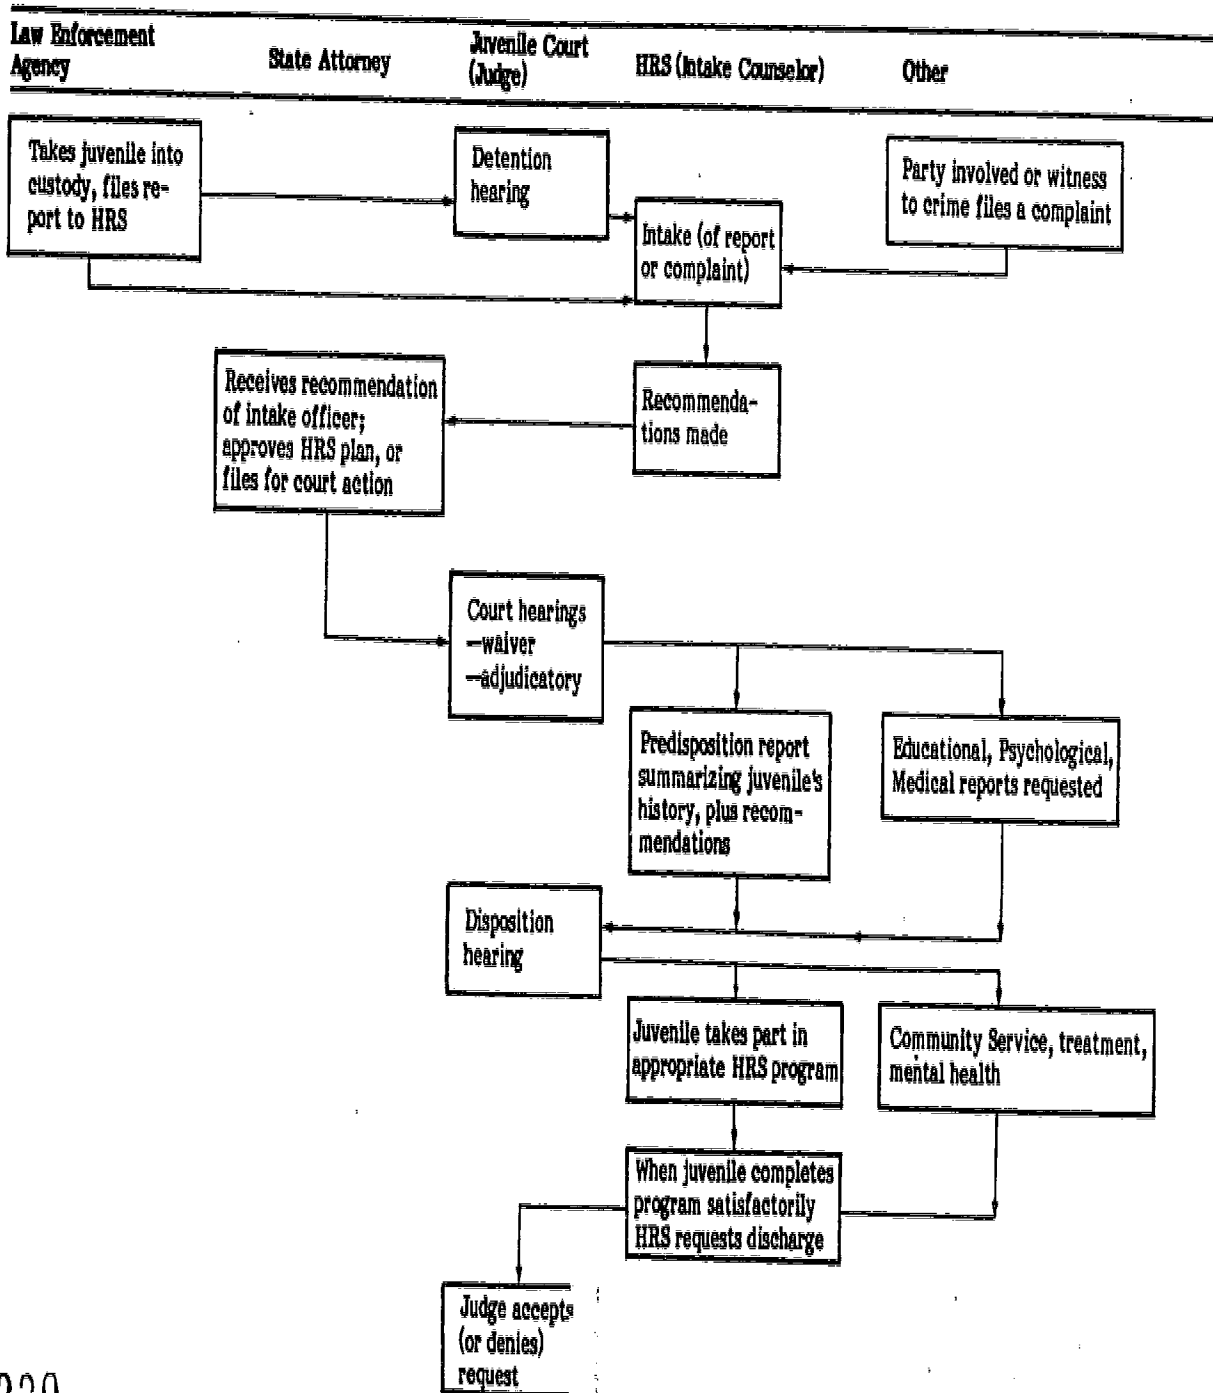 Law Enforcement
Agency
State Attorney
Juvenile Court
(Judge)
HRS (Intake Counselor)
Other
Takes juvenile into
custody, files re-
port to HRS
Detention
hearing
Party involved or witness
to crime files a complaint
Intake (of report
or complaint)
Receives recommendation
of intake officer;
approves HRS plan, or
files for court action
Recommenda-
tions made
Court hearings
—waiver
—adjudicatory
Predisposition report
summarizing juvenile's
history, plus recom-
mendations
Educational, Psychological,
Medical reports requested
Disposition
hearing
Juvenile takes part in
appropriate HRS program
Community Service, treatment,
mental health
When juvenile completes
program satisfactorily
HRS requests discharge
Judge accepts
(or denies)
request